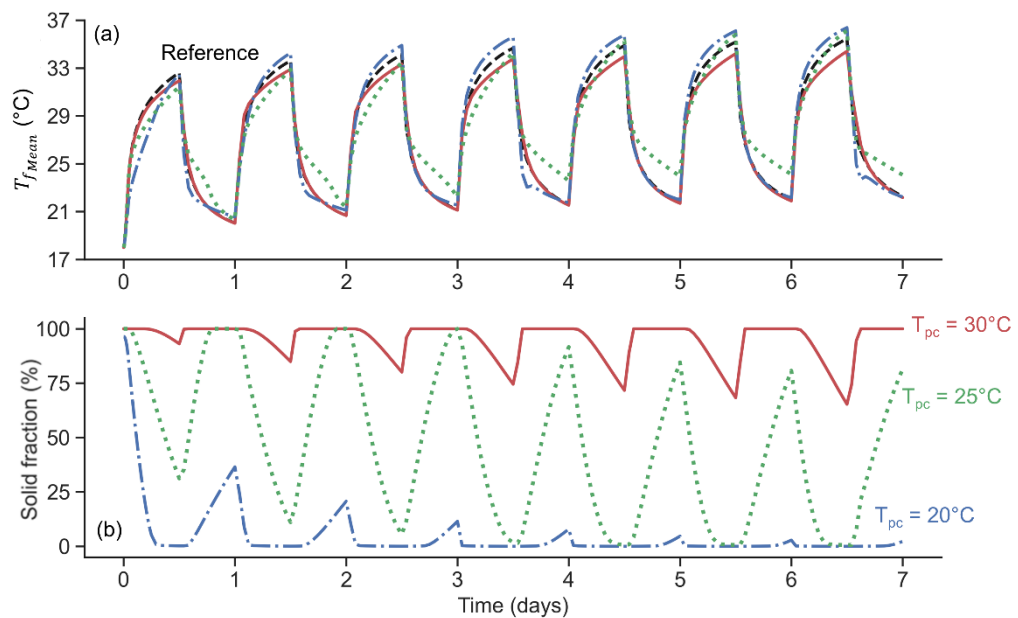 37
(a)
Reference
33
29
25
21
17
T_f_Mean (°C)
0 1 2 3 4 5 6 7
100
T_pc = 30°C
75
T_pc = 25°C
50
25
T_pc = 20°C
(b)
0
Solid fraction (%)
0 1 2 3 4 5 6 7
Time (days)